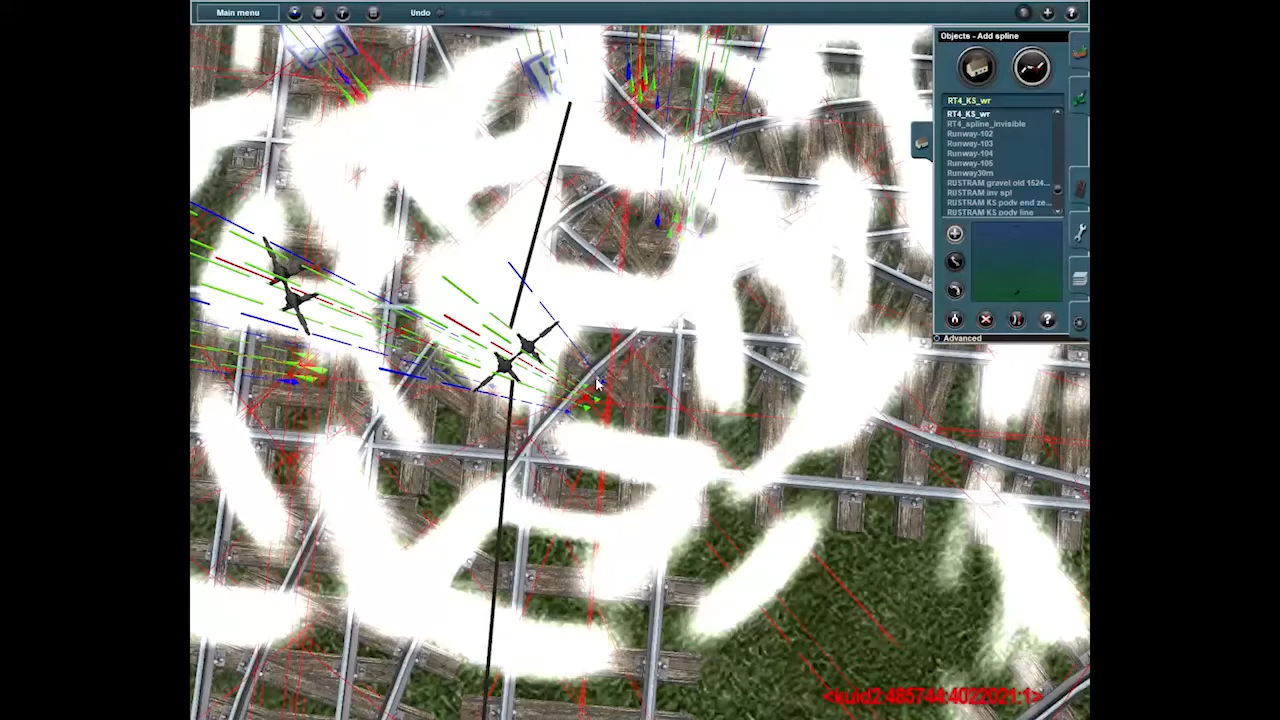 Main menu
Undo
Objects - Add spline
RT4_KS_wr
RT4_KS_wr
RT4_spline_invisible
Runway-102
Runway-103
Runway-104
Runway-105
Runway30m
RUSTRAM gravel old 1524...
RUSTRAM inv spl
RUSTRAM KS podv end ze...
RUSTRAM KS podv line
Advanced
<kuid2:485744:4022021:1>